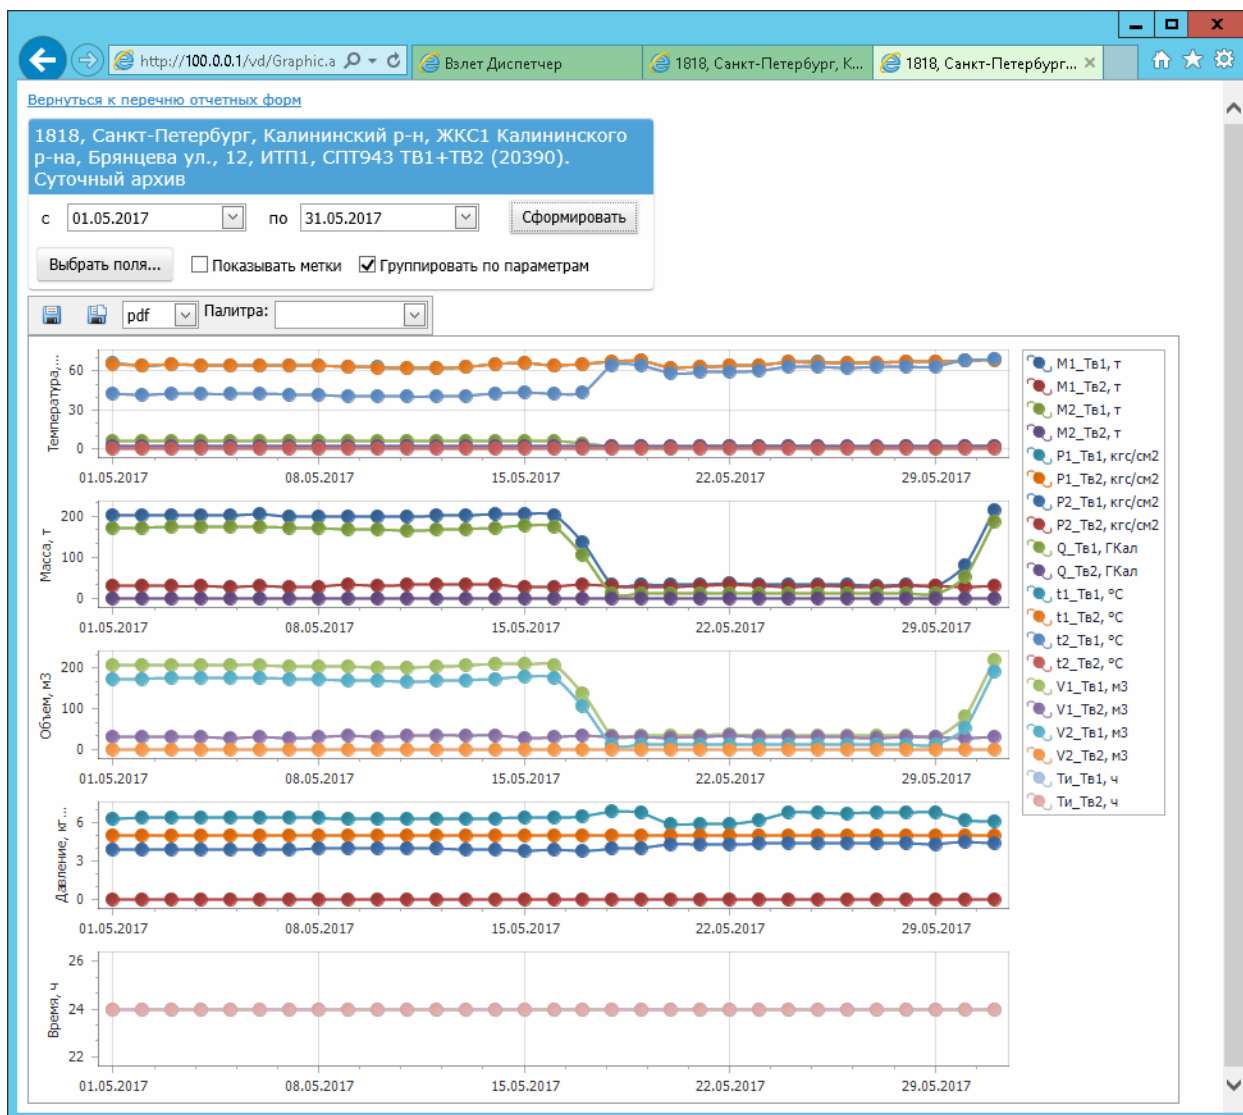 http://100.0.0.1/vd/Graphic.a
Взлет Диспетчер
1818, Санкт-Петербург, К...
1818, Санкт-Петербург...
Вернуться к перечню отчетных форм
1818, Санкт-Петербург, Калининский р-н, ЖКС1 Калининского
р-на, Брянцева ул., 12, ИТП1, СПТ943 ТВ1+ТВ2 (20390).
Суточный архив
с 01.05.2017 по 31.05.2017 Сформировать
Выбрать поля... Показывать метки Группировать по параметрам
pdf Палитра:
Температура,...
60
30
0
01.05.2017 08.05.2017 15.05.2017 22.05.2017 29.05.2017
Масса, т
200
100
0
01.05.2017 08.05.2017 15.05.2017 22.05.2017 29.05.2017
Объем, м3
200
100
0
01.05.2017 08.05.2017 15.05.2017 22.05.2017 29.05.2017
Давление, кг...
6
3
0
01.05.2017 08.05.2017 15.05.2017 22.05.2017 29.05.2017
Время, ч
26
24
22
01.05.2017 08.05.2017 15.05.2017 22.05.2017 29.05.2017
М1_Тв1, т
М1_Тв2, т
М2_Тв1, т
М2_Тв2, т
Р1_Тв1, кгс/см2
Р1_Тв2, кгс/см2
Р2_Тв1, кгс/см2
Р2_Тв2, кгс/см2
Q_Тв1, ГКал
Q_Тв2, ГКал
t1_Тв1, °С
t1_Тв2, °С
t2_Тв1, °С
t2_Тв2, °С
V1_Тв1, м3
V1_Тв2, м3
V2_Тв1, м3
V2_Тв2, м3
Ти_Тв1, ч
Ти_Тв2, ч